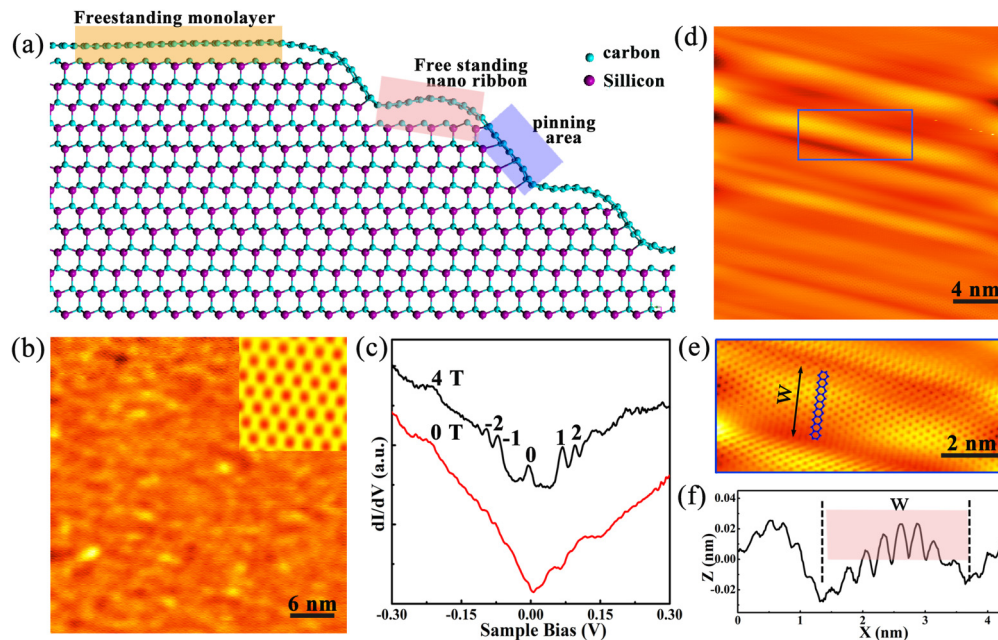 (a)
Freestanding monolayer
Free standing
nano ribbon
pinning
area
carbon
Sillicon
(b)
6 nm
(c)
4 T
0 T
-2
-1
0
1
2
dI/dV (a.u.)
-0.30
-0.15
0.00
0.15
0.30
Sample Bias (V)
(d)
4 nm
(e)
W
2 nm
(f)
W
0.04
0.02
0.00
-0.02
Z (nm)
0
1
2
3
4
X (nm)